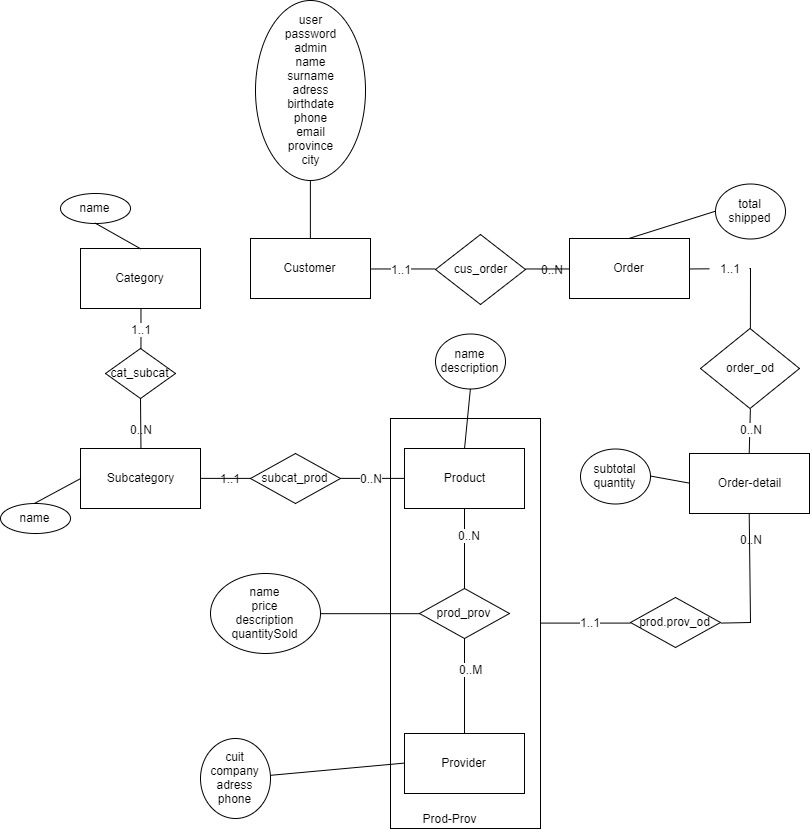 user
password
admin
name
surname
adress
birthdate
phone
email
province
city
name
total
shipped
Category
Customer
1..1
cus_order
0..N
Order
1..1
1..1
cat_subcat
0..N
name
description
order_od
0..N
Subcategory
1..1
subcat_prod
0..N
Product
subtotal
quantity
Order-detail
name
0..N
0..N
name
price
description
quantitySold
prod_prov
1..1
prod.prov_od
0..M
cuit
company
adress
phone
Provider
Prod-Prov